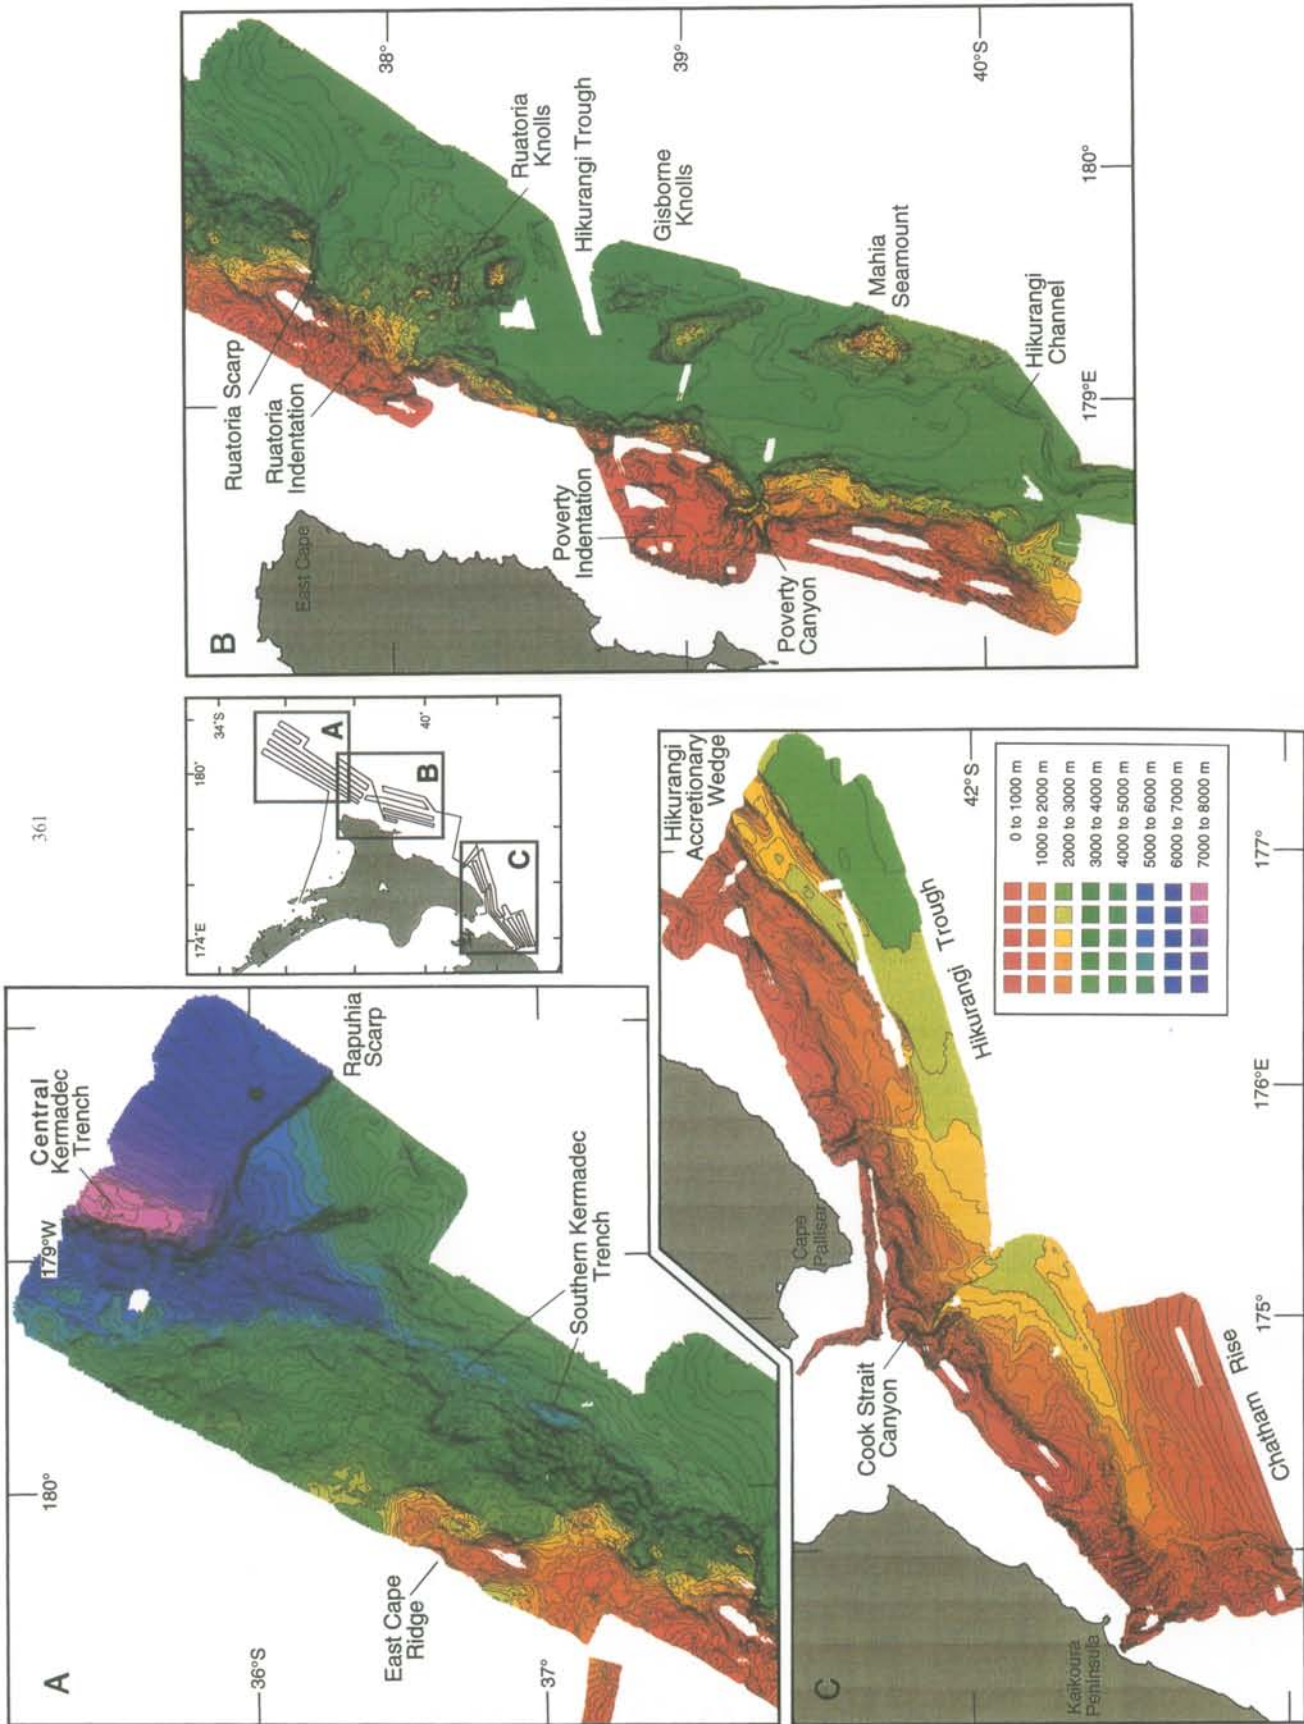 361
A
36°S
37°
180°
179°W
Central
Kermadec
Trench
Rapuhia
Scarp
Southern Kermadec
Trench
East Cape
Ridge
174°E
180°
34°S
40°
A
B
C
B
East Cape
Ruatoria Scarp
Ruatoria
Indentation
Poverty
Indentation
Poverty
Canyon
Ruatoria
Knolls
Hikurangi Trough
Gisborne
Knolls
Mahia
Seamount
Hikurangi
Channel
38°
39°
40°S
179°E
180°
C
Kaikoura
Peninsula
Cape
Palliser
Cook Strait
Canyon
Hikurangi
Accretionary
Wedge
Hikurangi Trough
Chatham Rise
42°S
175°
176°E
177°
0 to 1000 m
1000 to 2000 m
2000 to 3000 m
3000 to 4000 m
4000 to 5000 m
5000 to 6000 m
6000 to 7000 m
7000 to 8000 m